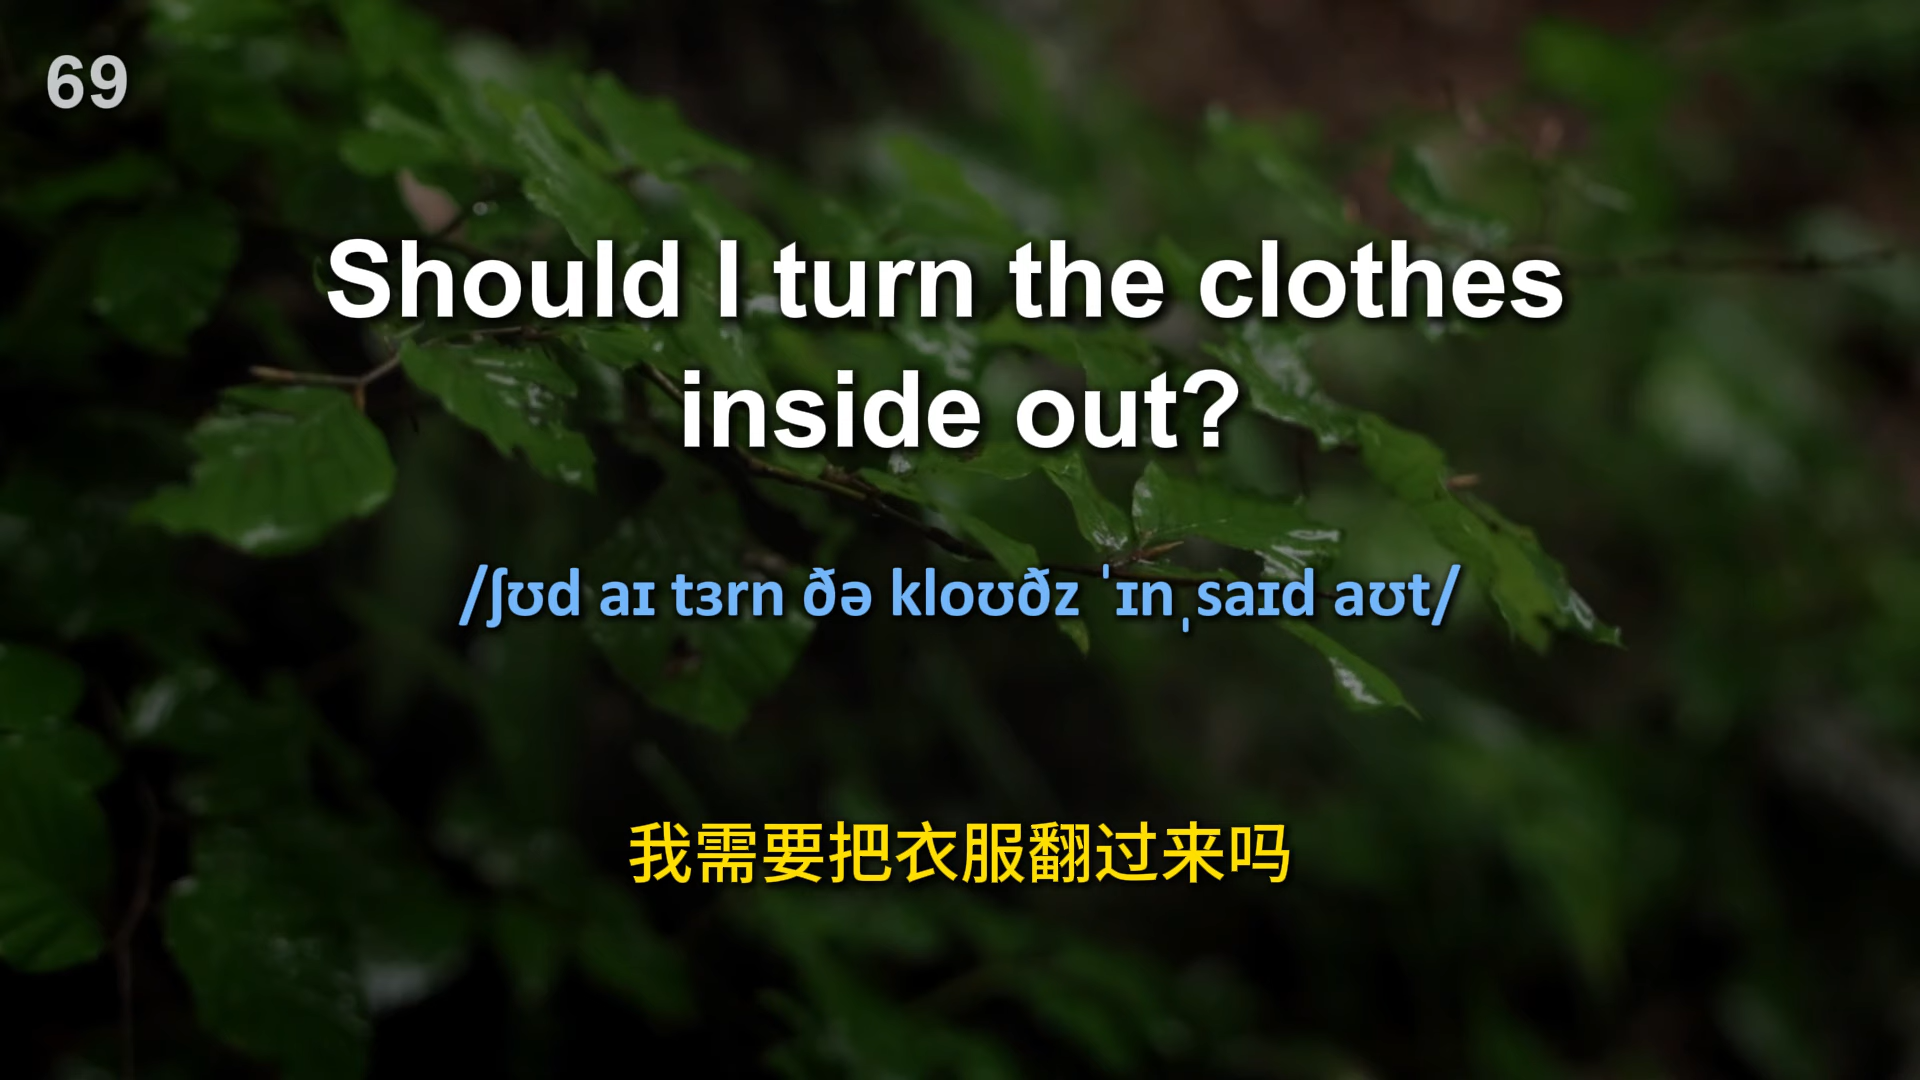 69
Should I turn the clothes
inside out?
/ʃʊd aɪ tɜrn ðə kloʊðz ˈɪnˌsaɪd aʊt/
我需要把衣服翻过来吗